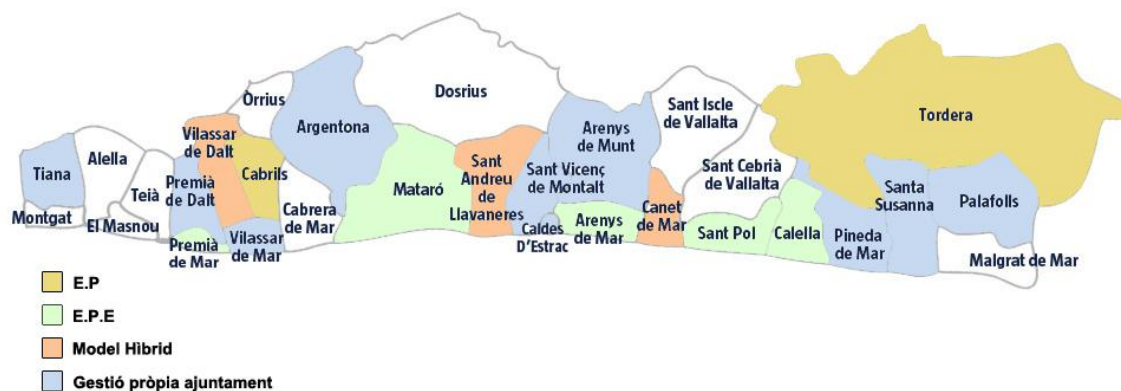 Òrrius
Dosrius
Vilassar
de Dalt
Argentona
Sant Iscle
de Vallalta
Tordera
Arenys
de Munt
Alella
Tiana
Teià
Premià
de Dalt
Cabrils
Mataró
Sant
Andreu
de
Llavaneres
Sant Vicenç
de Montalt
Sant Cebrià
de Vallalta
Santa
Susanna
Palafolls
Montgat
El Masnou
Cabrera
de Mar
Premià
de Mar
Vilassar
de Mar
Caldes
D'Estrac
Arenys
de Mar
Canet
de Mar
Sant Pol
Calella
Pineda
de Mar
Malgrat de Mar
E.P
E.P.E
Model Híbrid
Gestió pròpia ajuntament